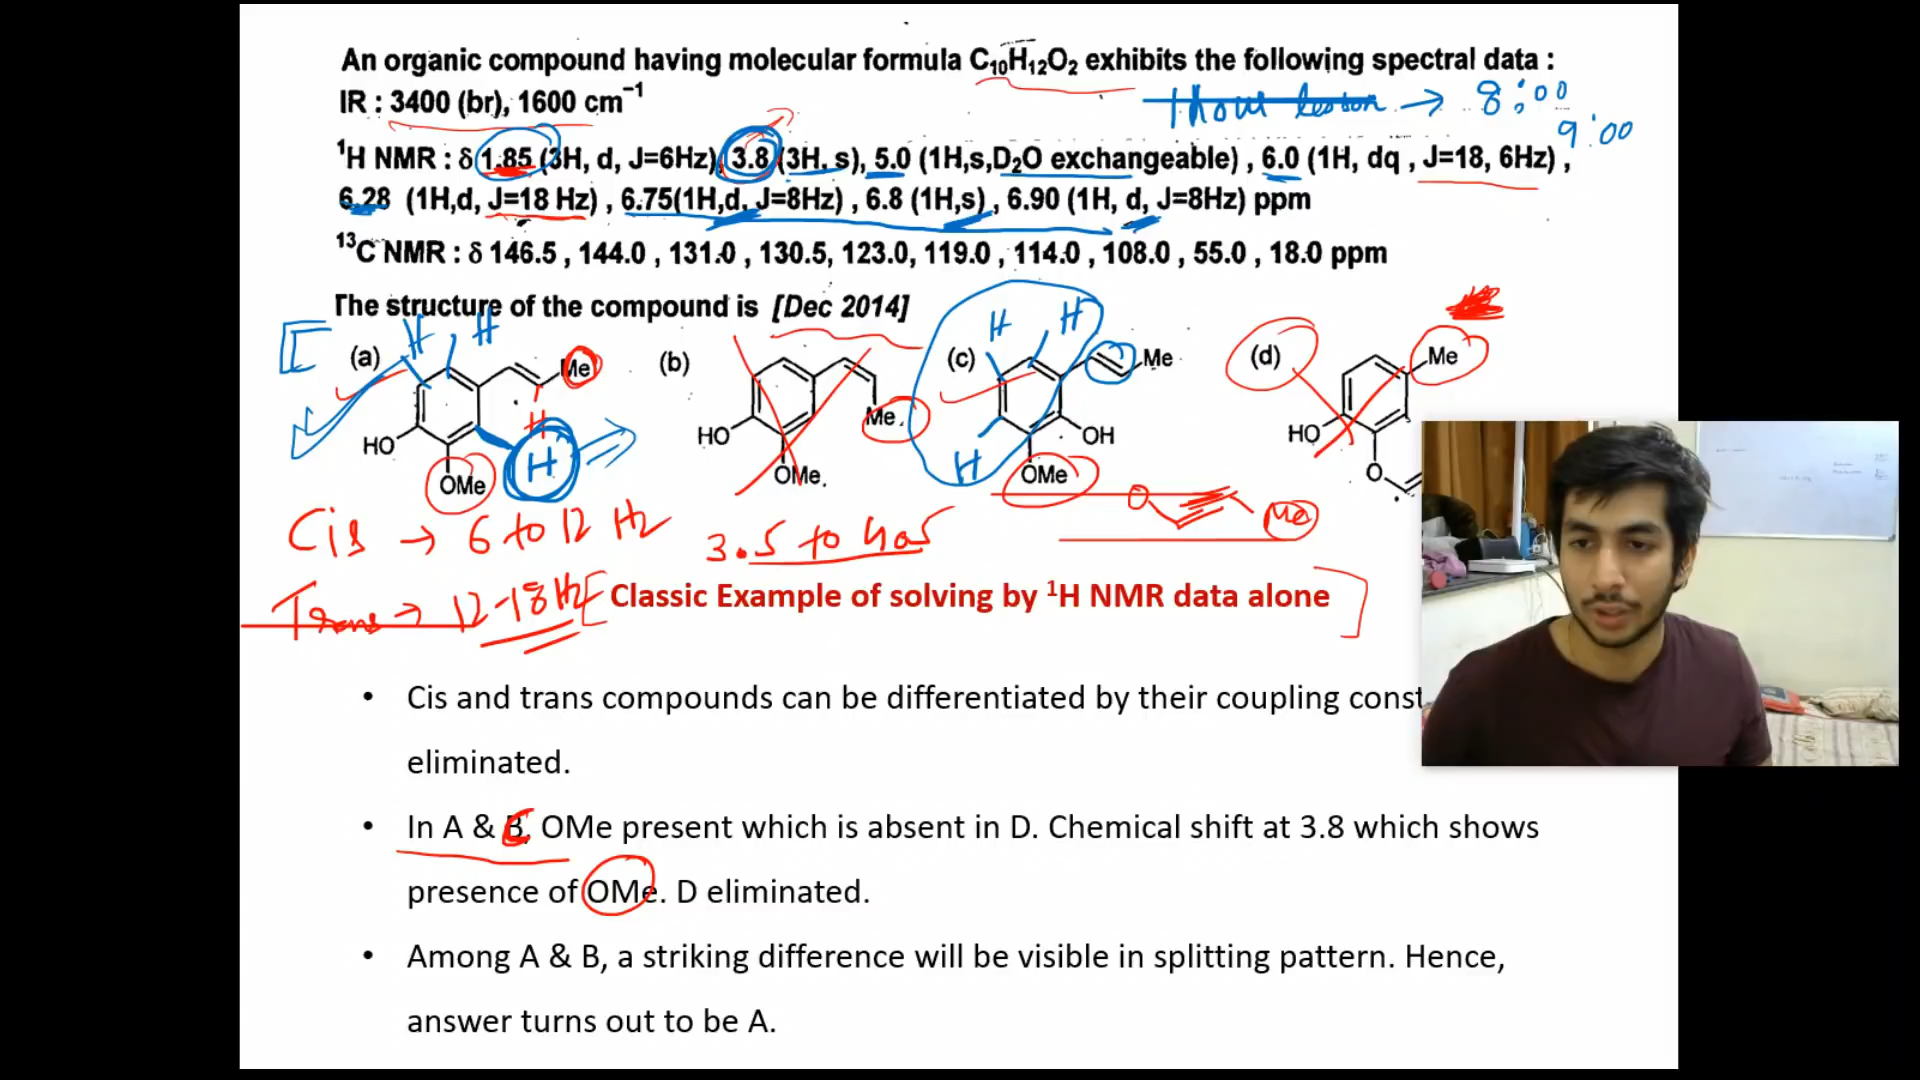 An organic compound having molecular formula C₁₀H₁₂O₂ exhibits the following spectral data :
IR : 3400 (br), 1600 cm⁻¹
1 hour lesson → 8:00
9:00
¹H NMR : δ 1.85 (3H, d, J=6Hz), 3.8 (3H, s), 5.0 (1H,s,D₂O exchangeable) , 6.0 (1H, dq , J=18, 6Hz) ,
6.28 (1H,d, J=18 Hz) , 6.75(1H,d, J=8Hz) , 6.8 (1H,s) , 6.90 (1H, d, J=8Hz) ppm
¹³C NMR : δ 146.5 , 144.0 , 131.0 , 130.5, 123.0, 119.0 , 114.0 , 108.0 , 55.0 , 18.0 ppm
The structure of the compound is [Dec 2014]
H H H H
(a) Me (b) (c) Me (d) Me
HO H HO Me OH HO
H H
OMe OMe. OMe O
O Me
Cis → 6 to 12 Hz 3.5 to 4.5
Trans → 12-18Hz
[Classic Example of solving by ¹H NMR data alone]
• Cis and trans compounds can be differentiated by their coupling const
eliminated.
• In A & C, OMe present which is absent in D. Chemical shift at 3.8 which shows
presence of OMe. D eliminated.
• Among A & B, a striking difference will be visible in splitting pattern. Hence,
answer turns out to be A.